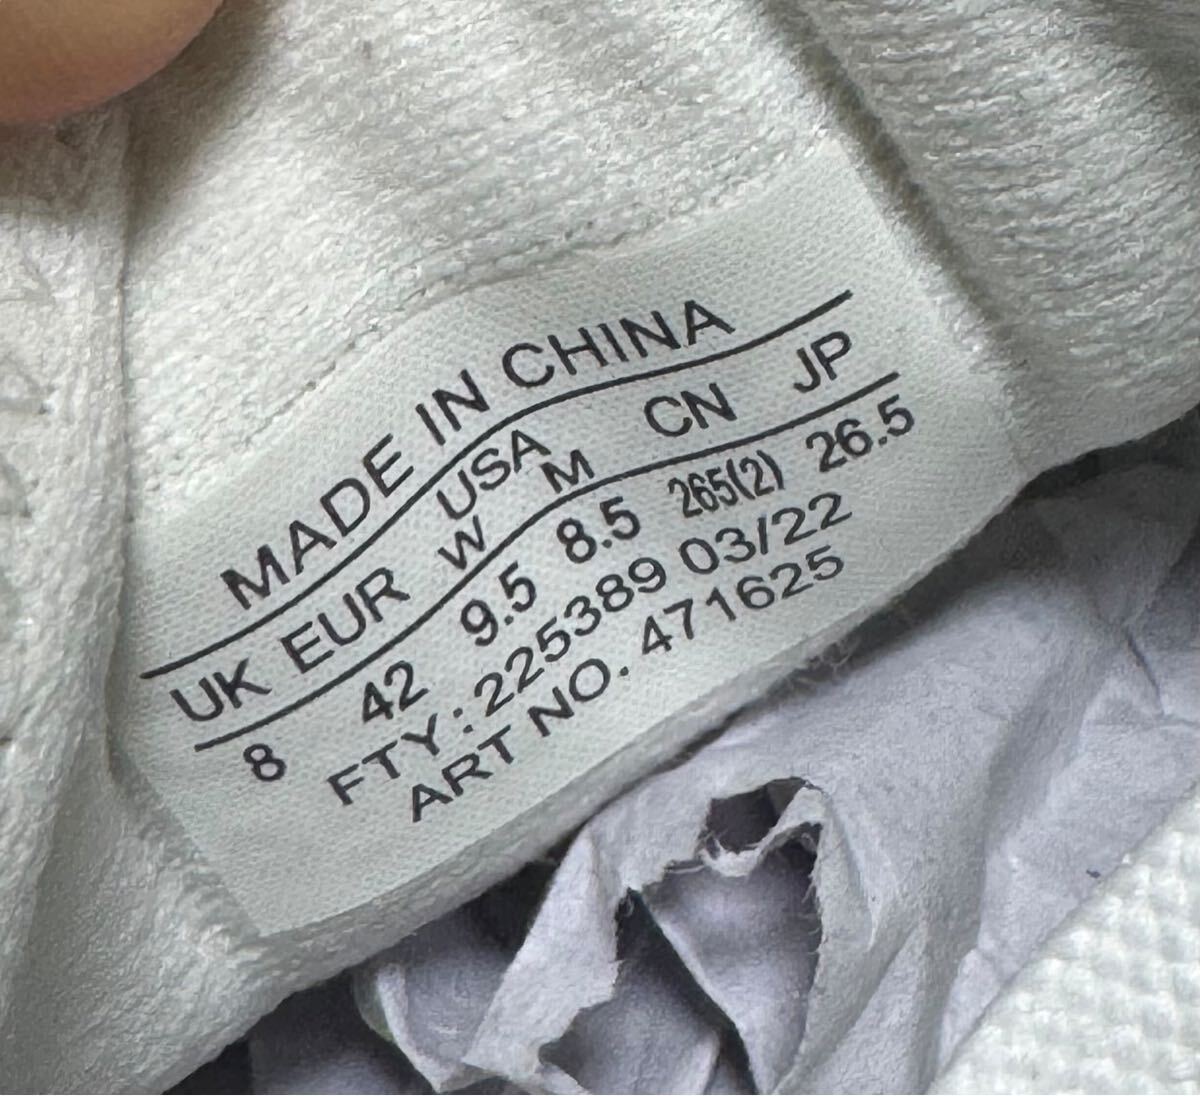 MADE IN CHINA
UK EUR USA CN JP
W M
8 42 9.5 8.5 265(2) 26.5
FTY:225389 03/22
ART NO. 471625